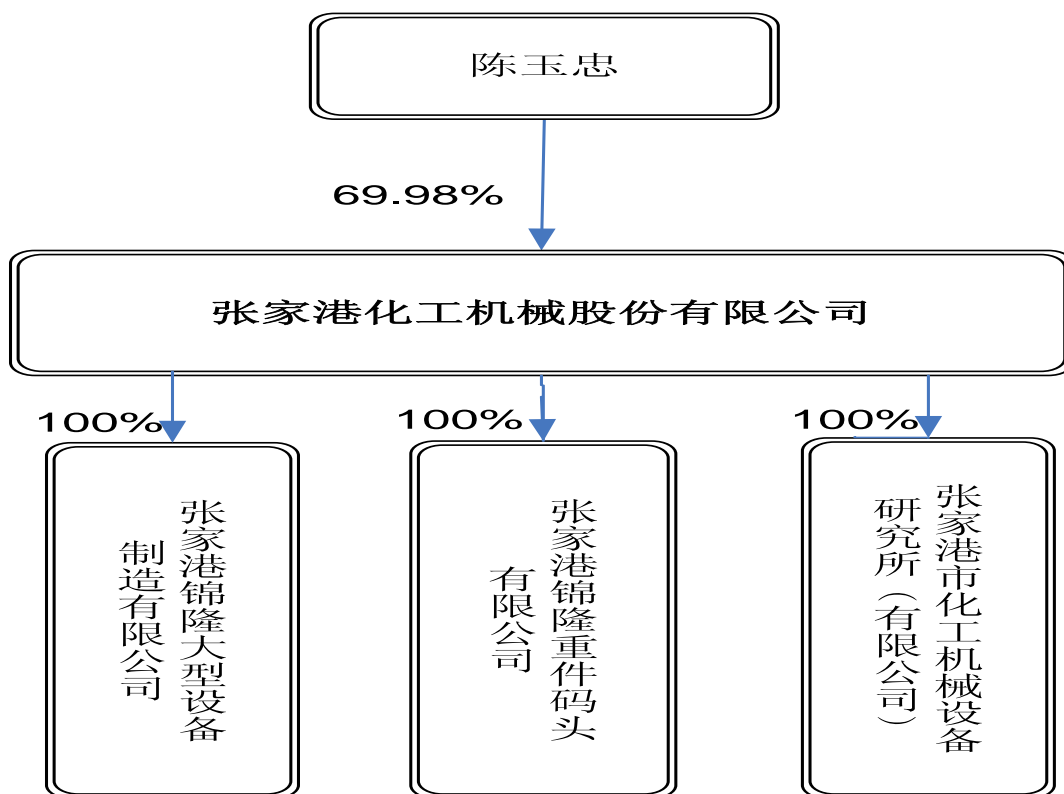 陈玉忠
69.98%
张家港化工机械股份有限公司
100%
100%
100%
张家港锦隆大型设备
制造有限公司
张家港锦隆重件码头
有限公司
张家港市化工机械设备
研究所（有限公司）